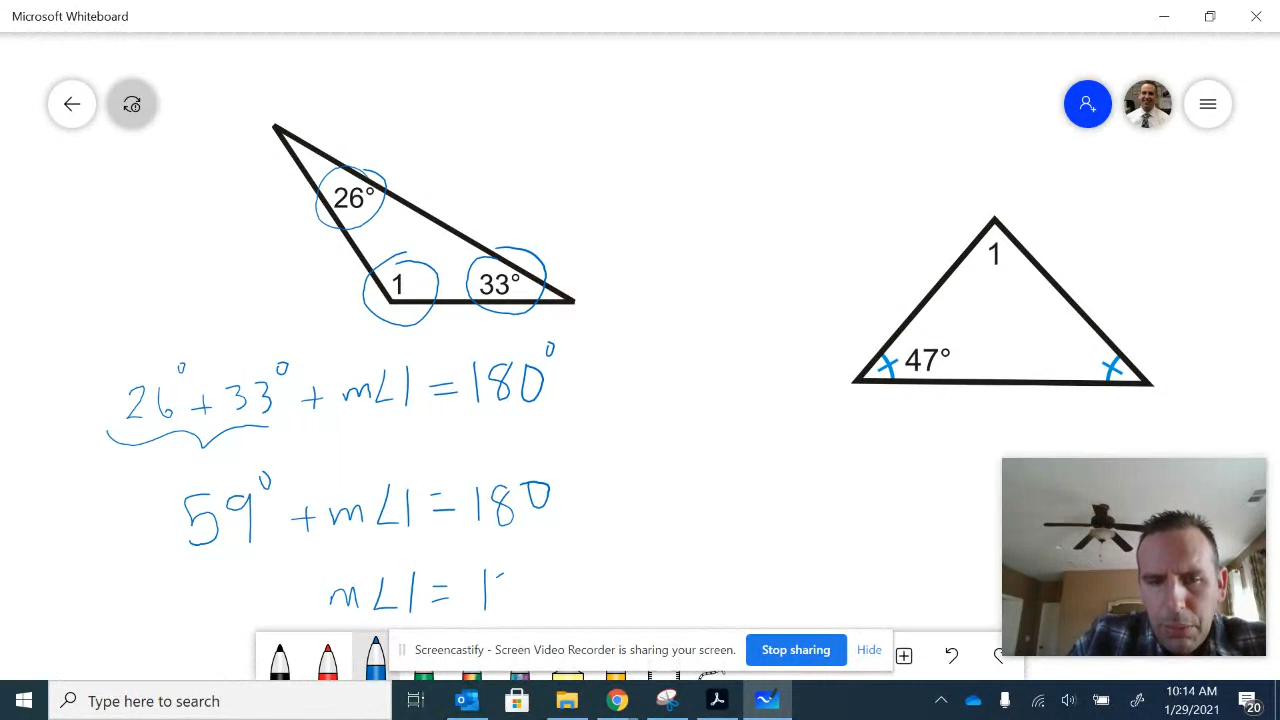 Microsoft Whiteboard
26°
1
33°
1
47°
26° + 33° + m∠1 = 180°
59° + m∠1 = 180
m∠1 = 1
Screencastify - Screen Video Recorder is sharing your screen.
Stop sharing
Hide
Type here to search
10:14 AM
1/29/2021
20